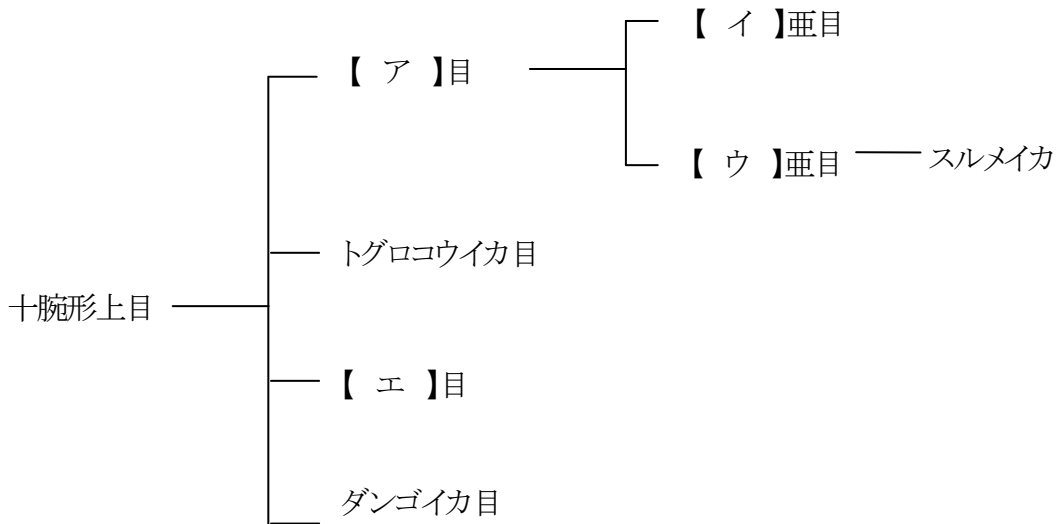 【 イ 】亜目
【 ア 】目
【 ウ 】亜目
スルメイカ
トグロコウイカ目
十腕形上目
【 エ 】目
ダンゴイカ目